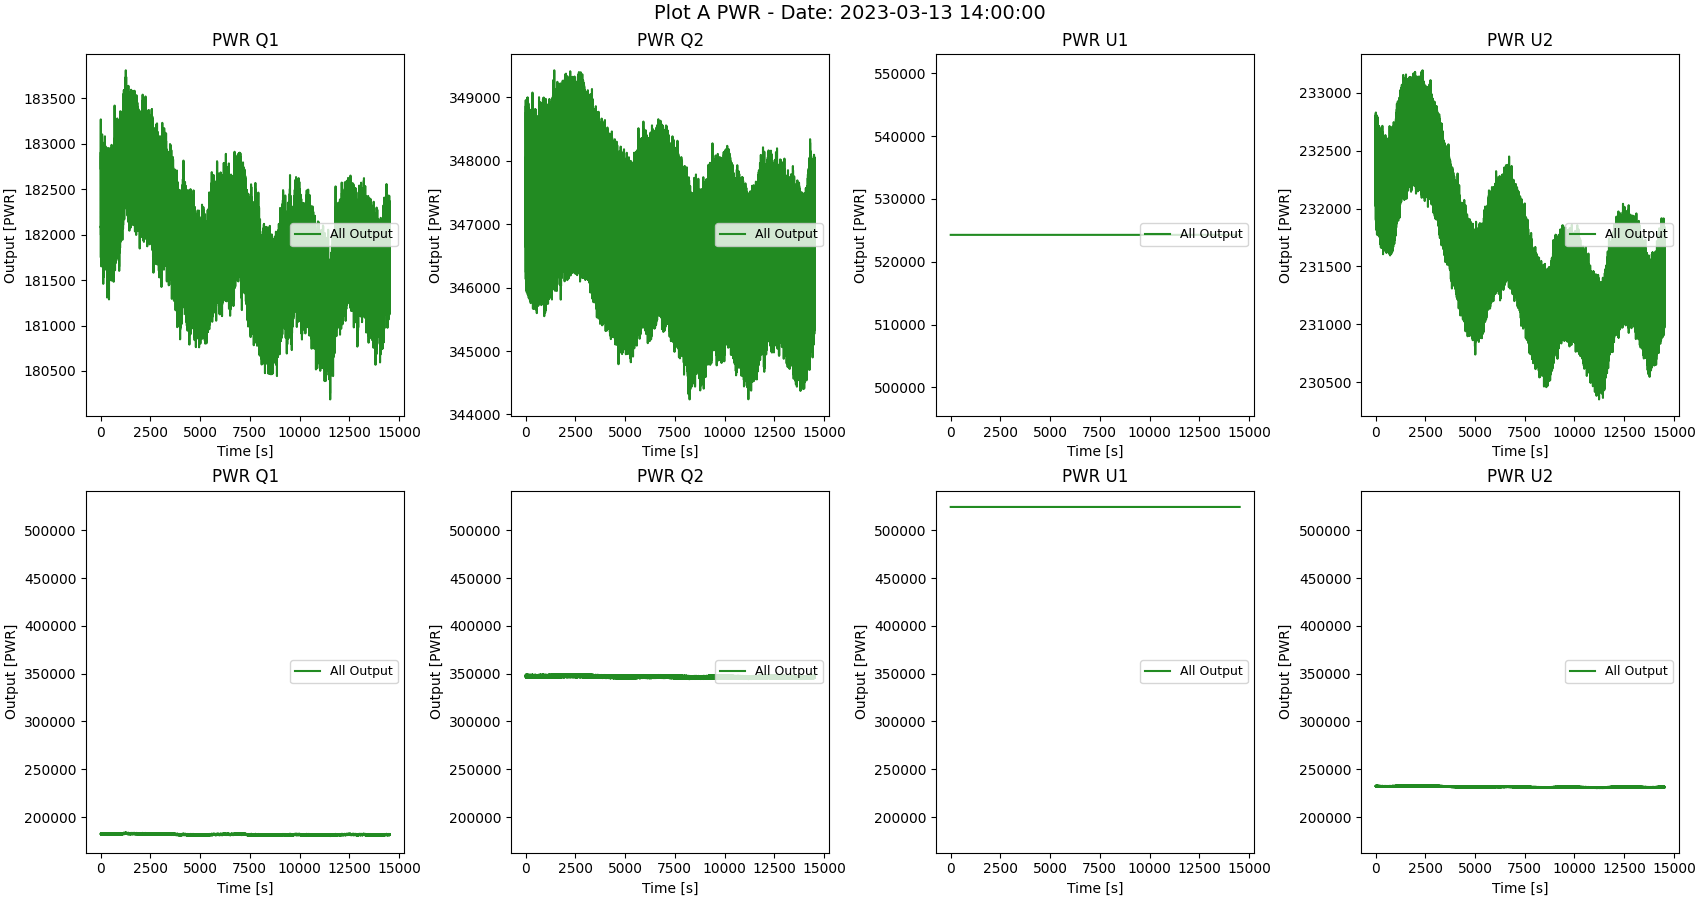 Plot A PWR - Date: 2023-03-13 14:00:00
PWR Q1
PWR Q2
PWR U1
PWR U2
Output [PWR]
183500
183000
182500
182000
181500
181000
180500
All Output
0 2500 5000 7500 10000 12500 15000
Time [s]
Output [PWR]
349000
348000
347000
346000
345000
344000
All Output
0 2500 5000 7500 10000 12500 15000
Time [s]
Output [PWR]
550000
540000
530000
520000
510000
500000
All Output
0 2500 5000 7500 10000 12500 15000
Time [s]
Output [PWR]
233000
232500
232000
231500
231000
230500
All Output
0 2500 5000 7500 10000 12500 15000
Time [s]
PWR Q1
PWR Q2
PWR U1
PWR U2
Output [PWR]
500000
450000
400000
350000
300000
250000
200000
All Output
0 2500 5000 7500 10000 12500 15000
Time [s]
Output [PWR]
500000
450000
400000
350000
300000
250000
200000
All Output
0 2500 5000 7500 10000 12500 15000
Time [s]
Output [PWR]
500000
450000
400000
350000
300000
250000
200000
All Output
0 2500 5000 7500 10000 12500 15000
Time [s]
Output [PWR]
500000
450000
400000
350000
300000
250000
200000
All Output
0 2500 5000 7500 10000 12500 15000
Time [s]